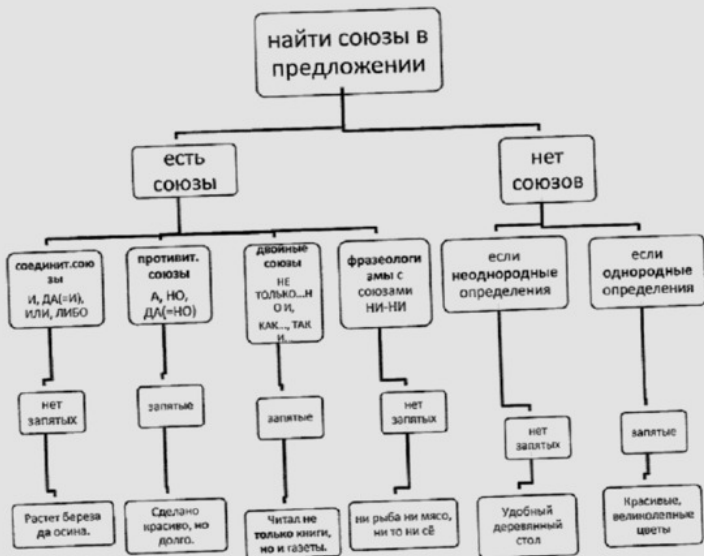 найти союзы в
предложении
есть
союзы
нет
союзов
соединит.сою
зы
И, ДА(=И),
ИЛИ, ЛИБО
противит.
союзы
А, НО,
ДА(=НО)
двойные
союзы
НЕ
ТОЛЬКО...Н
О И,
КАК..., ТАК
И.
фразеологи
змы с
союзами
НИ-НИ
если
неоднородные
определения
если
однородные
определения
нет
запятых
запятые
запятые
нет
запятых
нет
запятых
запятые
Растет береза
да осина.
Сделано
красиво, но
долго.
Читал не
только книги,
но и газеты.
ни рыба ни мясо,
ни то ни сё
Удобный
деревянный
стол
Красивые,
великолепные
цветы